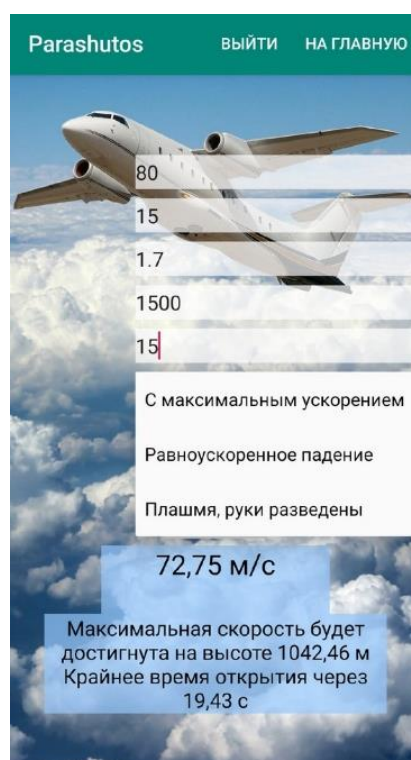 Parashutos ВЫЙТИ НА ГЛАВНУЮ
80
15
1.7
1500
15
С максимальным ускорением
Равноускоренное падение
Плашмя, руки разведены
72,75 м/с
Максимальная скорость будет
достигнута на высоте 1042,46 м
Крайнее время открытия через
19,43 с